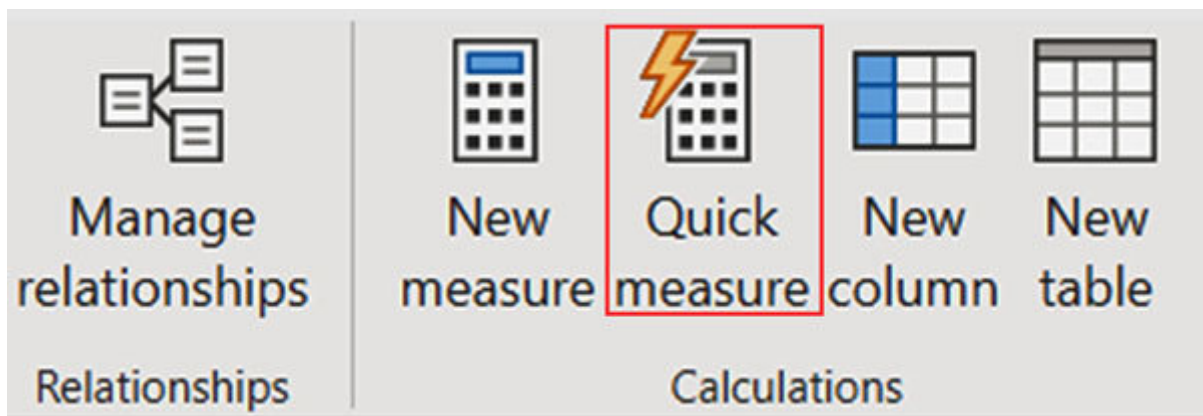 Manage
relationships
New
measure
Quick
measure
New
column
New
table
Relationships
Calculations